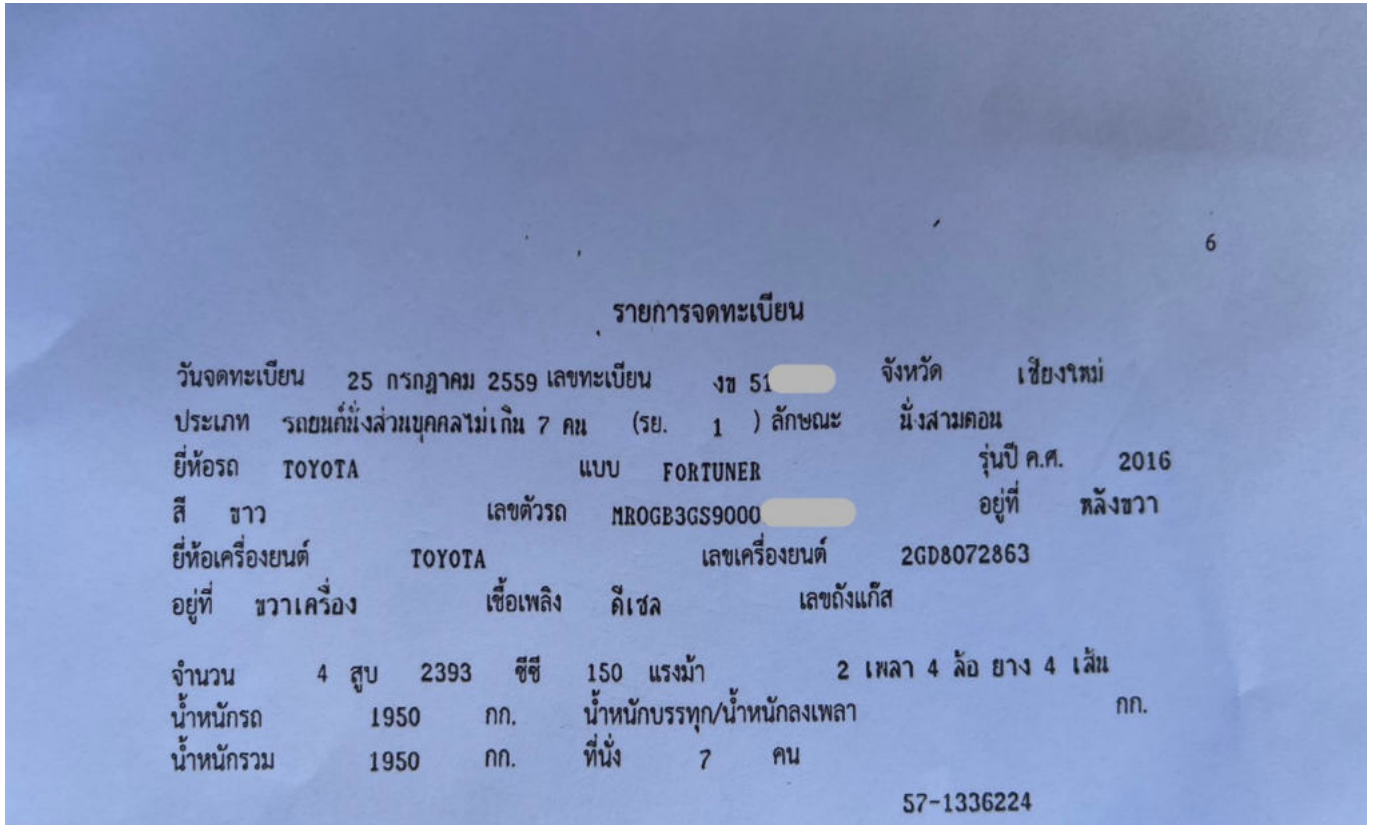 6
รายการจดทะเบียน
วันจดทะเบียน 25 กรกฎาคม 2559 เลขทะเบียน งข 51 จังหวัด เชียงใหม่
ประเภท รถยนต์นั่งส่วนบุคคลไม่เกิน 7 คน (รย. 1 ) ลักษณะ นั่งสามตอน
ยี่ห้อรถ TOYOTA แบบ FORTUNER รุ่นปี ค.ศ. 2016
สี ขาว เลขตัวรถ MR0GB3GS9000 อยู่ที่ หลังขวา
ยี่ห้อเครื่องยนต์ TOYOTA เลขเครื่องยนต์ 2GD8072863
อยู่ที่ ขวาเครื่อง เชื้อเพลิง ดีเซล เลขถังแก๊ส
จำนวน 4 สูบ 2393 ซีซี 150 แรงม้า 2 เพลา 4 ล้อ ยาง 4 เส้น
น้ำหนักรถ 1950 กก. น้ำหนักบรรทุก/น้ำหนักลงเพลา กก.
น้ำหนักรวม 1950 กก. ที่นั่ง 7 คน
57-1336224